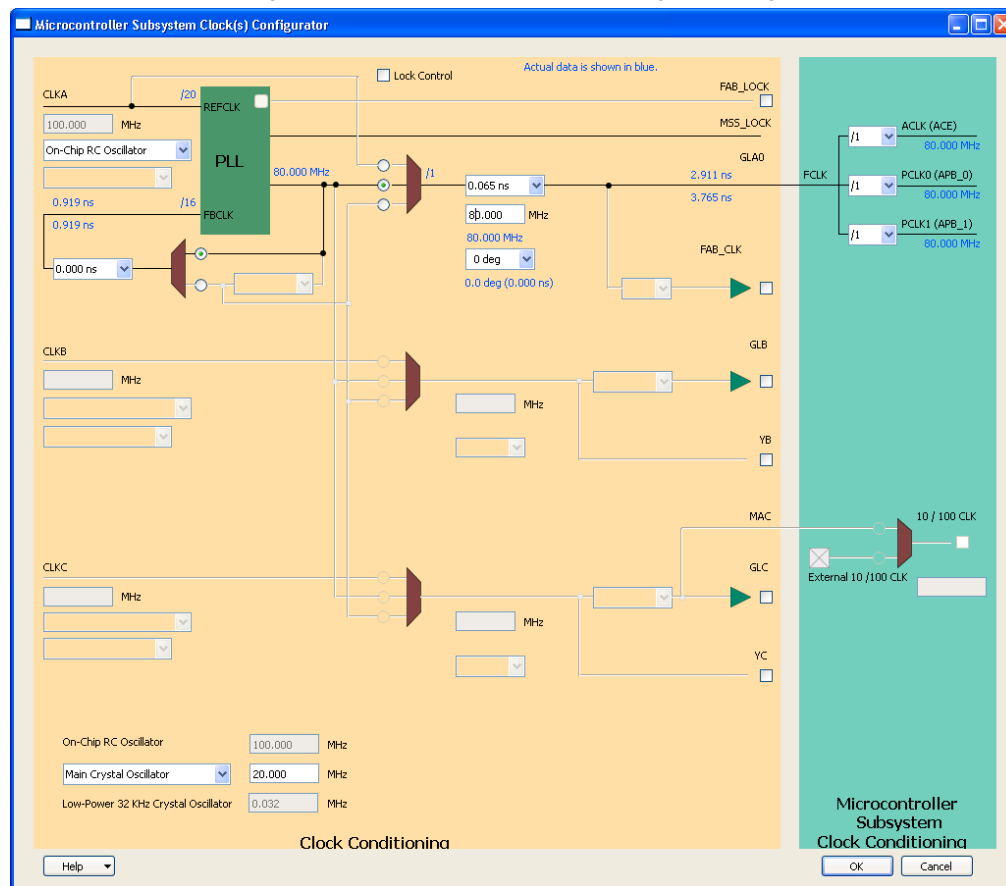 Microcontroller Subsystem Clock(s) Configurator
Actual data is shown in blue.
Lock Control
CLKA
/20
REFCLK
FAB_LOCK
100.000 MHz
MSS_LOCK
ACLK (ACE)
/1
80.000 MHz
On-Chip RC Oscillator
PLL
GLA0
80.000 MHz
/1
0.065 ns
2.911 ns
FCLK
/1
PCLK0 (APB_0)
80.000 MHz
0.919 ns
/16
FBCLK
3.765 ns
0.919 ns
80.000 MHz
PCLK1 (APB_1)
/1
80.000 MHz
80.000 MHz
FAB_CLK
0.000 ns
0 deg
0.0 deg (0.000 ns)
CLKB
GLB
MHz
MHz
YB
MAC
10 / 100 CLK
CLKC
GLC
External 10 /100 CLK
MHz
MHz
YC
On-Chip RC Oscillator 100.000 MHz
Main Crystal Oscillator 20.000 MHz
Low-Power 32 KHz Crystal Oscillator 0.032 MHz
Clock Conditioning
Microcontroller
Subsystem
Clock Conditioning
Help
OK
Cancel